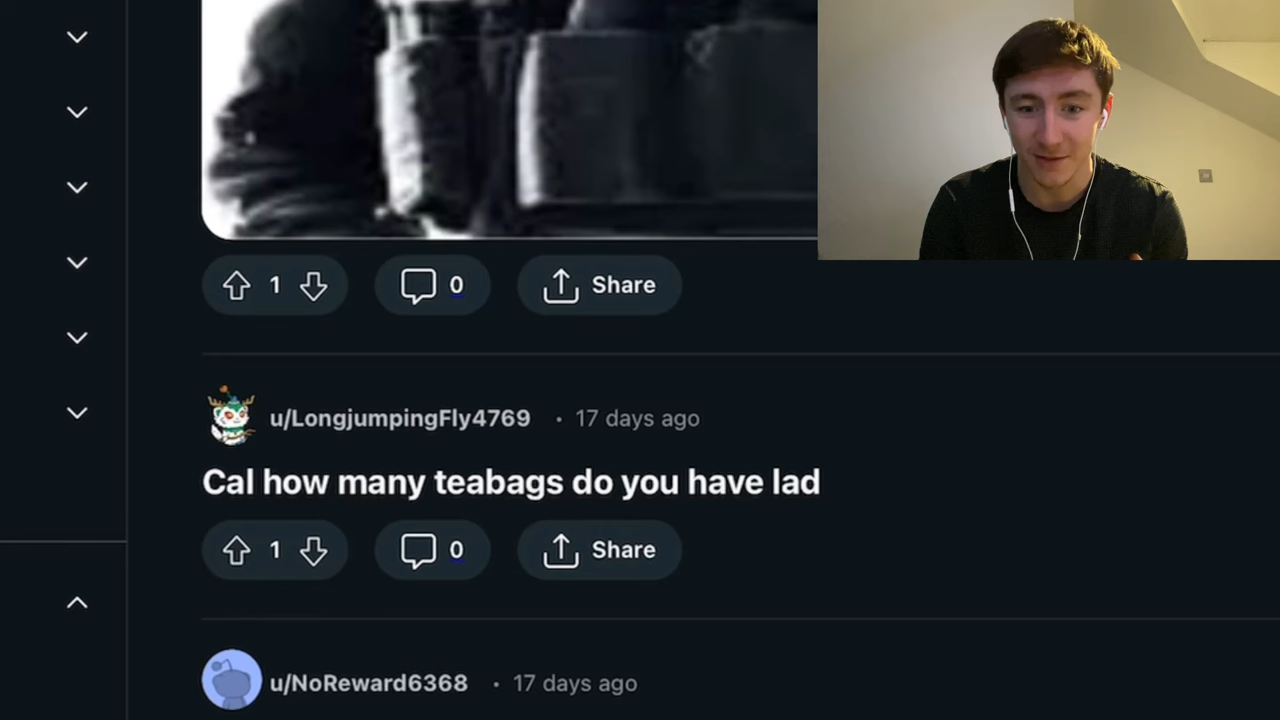 1 0 Share
u/LongjumpingFly4769 • 17 days ago
Cal how many teabags do you have lad
1 0 Share
u/NoReward6368 • 17 days ago